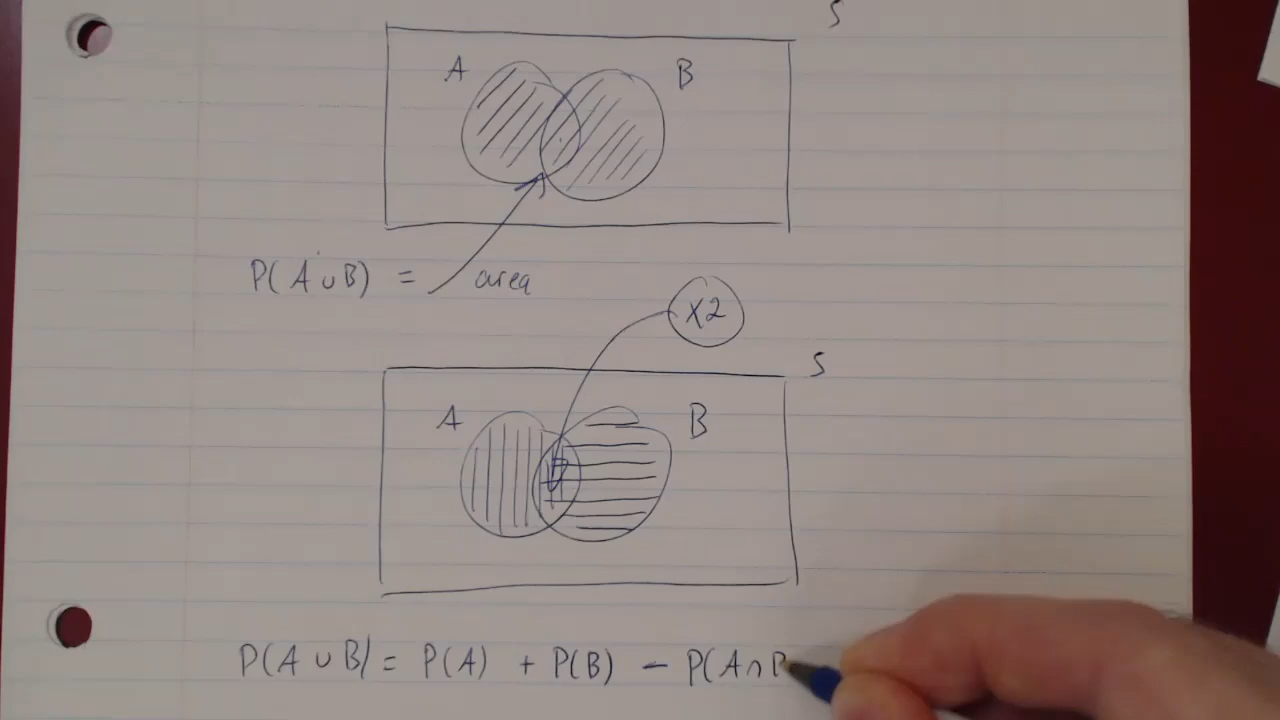 S
A B
P(A ∪ B) = area
X2
S
A B
P(A ∪ B) = P(A) + P(B) − P(A ∩ B